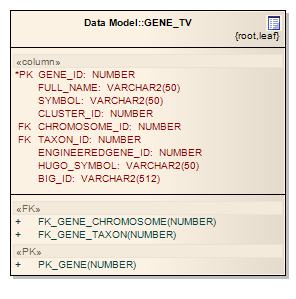 Data Model::GENE_TV
{root,leaf}
«column»
*PK GENE_ID: NUMBER
FULL_NAME: VARCHAR2(50)
SYMBOL: VARCHAR2(50)
CLUSTER_ID: NUMBER
FK CHROMOSOME_ID: NUMBER
FK TAXON_ID: NUMBER
ENGINEEREDGENE_ID: NUMBER
HUGO_SYMBOL: VARCHAR2(50)
BIG_ID: VARCHAR2(512)
«FK»
+ FK_GENE_CHROMOSOME(NUMBER)
+ FK_GENE_TAXON(NUMBER)
«PK»
+ PK_GENE(NUMBER)